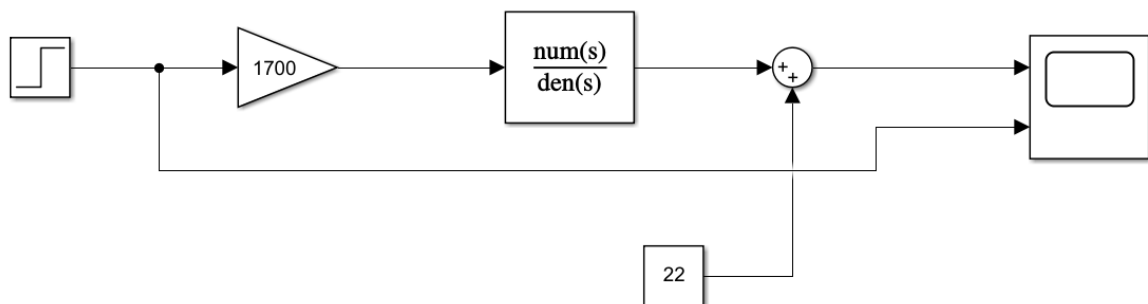 1700
num(s)
den(s)
+
+
22